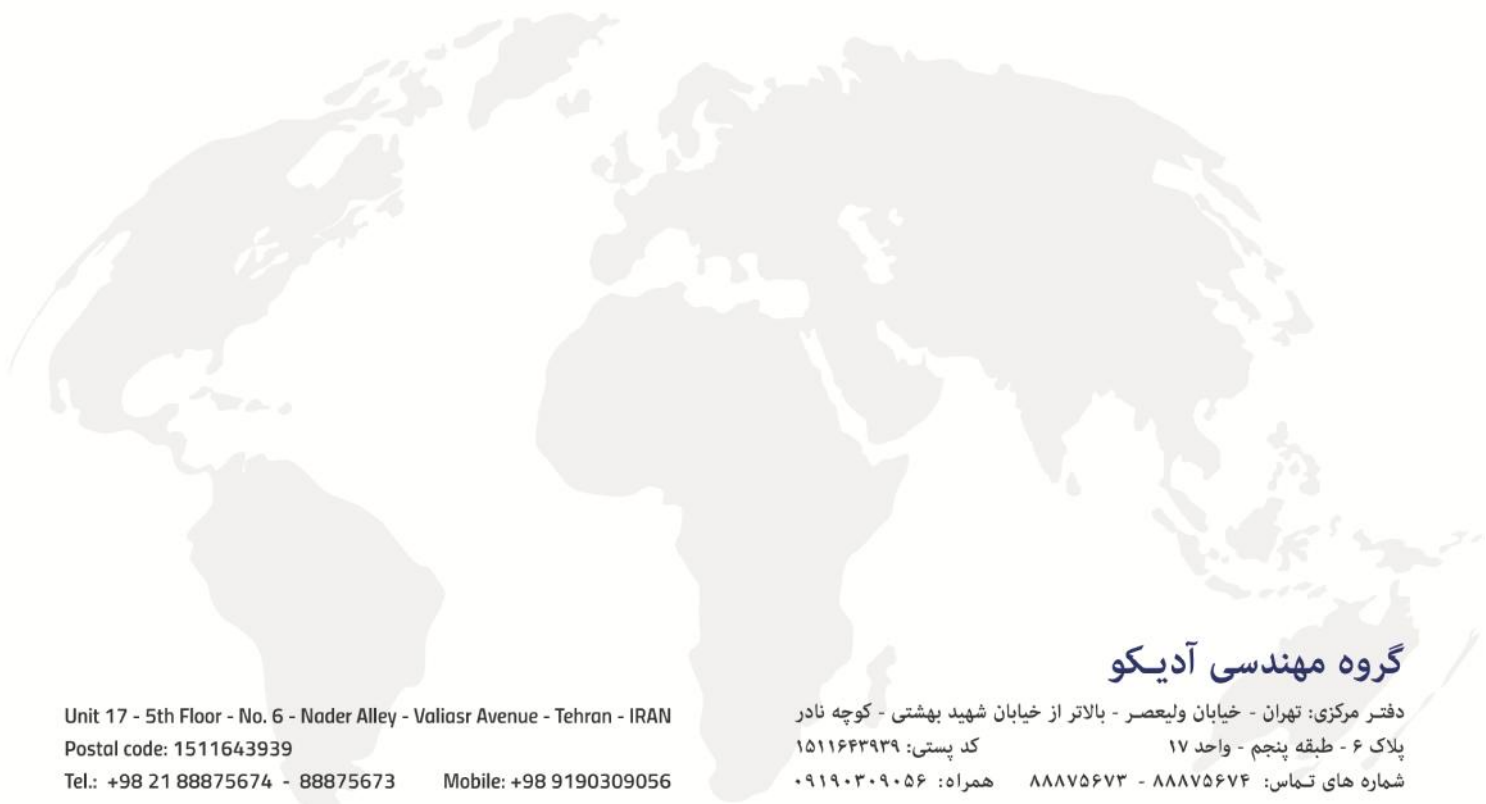 گروه مهندسی آدیـکو
دفتـر مرکزی: تهران - خیابان ولیعصـر - بالاتر از خیابان شهید بهشتی - کوچه نادر
پلاک ۶ - طبقه پنجم - واحد ۱۷ کد پستی: ۱۵۱۱۶۴۳۹۳۹
شماره های تـماس: ۸۸۸۷۵۶۷۴ - ۸۸۸۷۵۶۷۳ همراه: ۰۹۱۹۰۳۰۹۰۵۶
Unit 17 - 5th Floor - No. 6 - Nader Alley - Valiasr Avenue - Tehran - IRAN
Postal code: 1511643939
Tel.: +98 21 88875674 - 88875673 Mobile: +98 9190309056